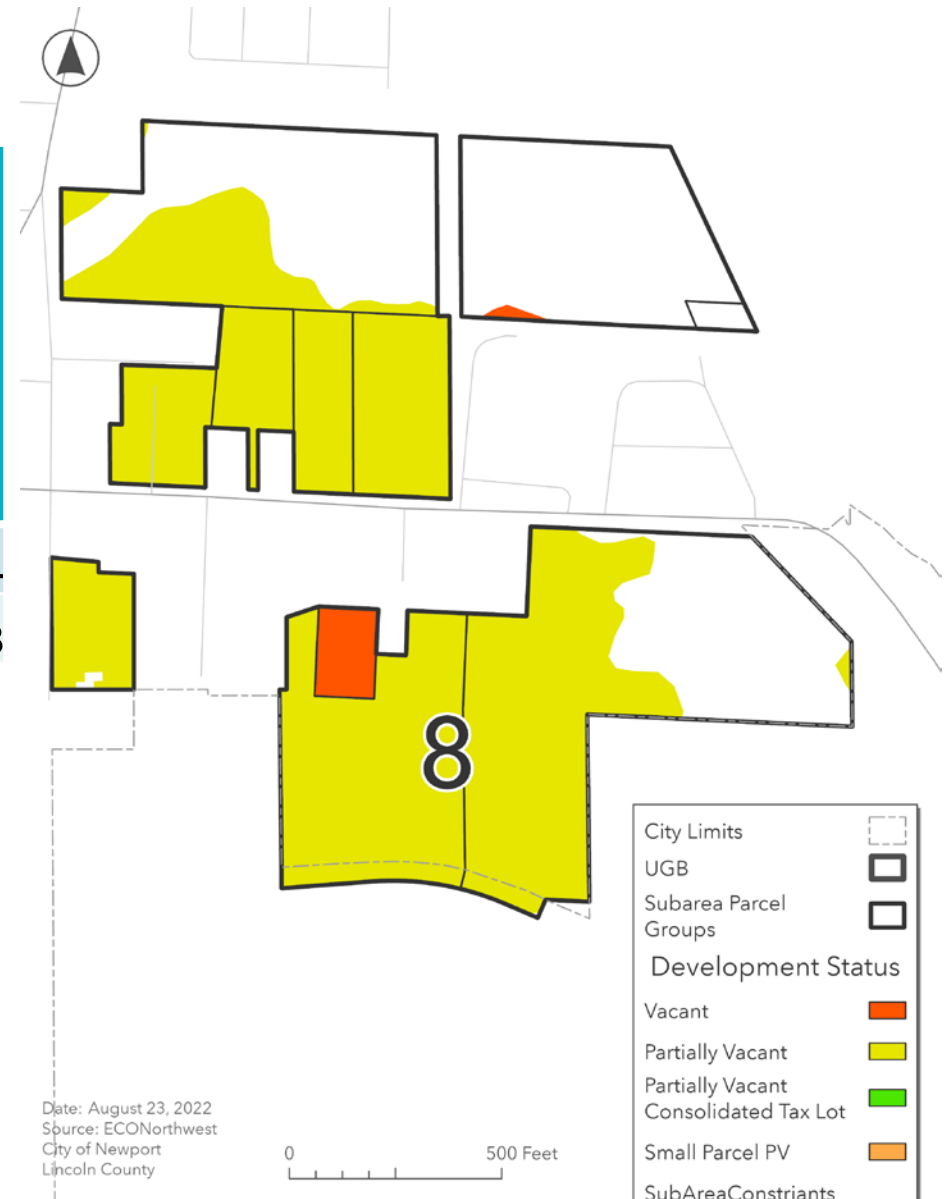 8
City Limits
UGB
Subarea Parcel
Groups
Development Status
Vacant
Partially Vacant
Partially Vacant
Consolidated Tax Lot
Small Parcel PV
SubAreaConstriants
Date: August 23, 2022
Source: ECONorthwest
City of Newport
Lincoln County
0 500 Feet